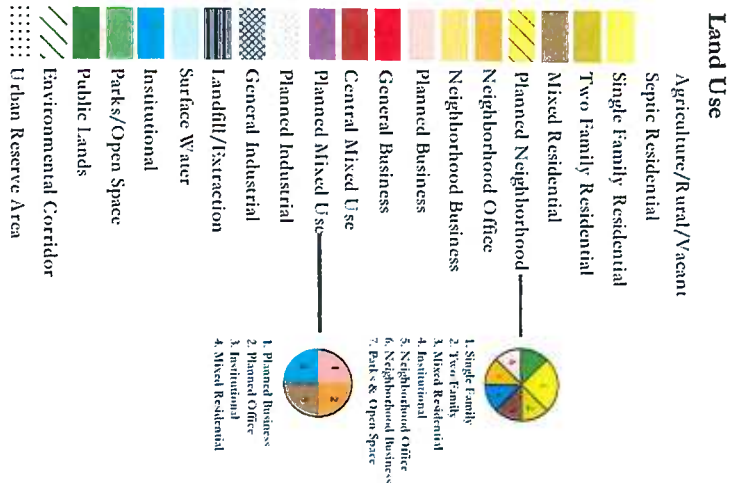 Land Use
Agriculture/Rural/Vacant
Septic Residential
Single Family Residential
Two Family Residential
Mixed Residential
Planned Neighborhood
Neighborhood Office
Neighborhood Business
Planned Business
General Business
Central Mixed Use
Planned Mixed Use
Planned Industrial
General Industrial
Landfill/Extraction
Surface Water
Institutional
Parks/Open Space
Public Lands
Environmental Corridor
Urban Reserve Area
1. Single Family
2. Two Family
3. Mixed Residential
4. Institutional
5. Neighborhood Office
6. Neighborhood Business
7. Parks & Open Space
1
2
1. Planned Business
2. Planned Office
3. Institutional
4. Mixed Residential